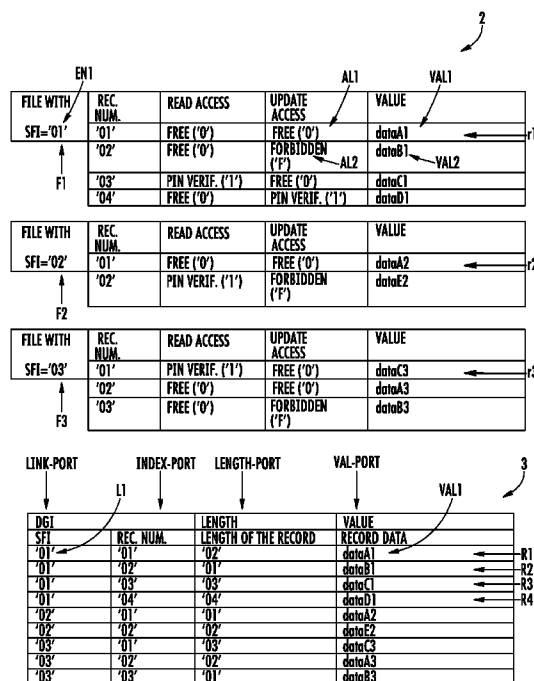 2
EN1 AL1 VAL1
FILE WITH REC. NUM. READ ACCESS UPDATE ACCESS VALUE
SFI='01' '01' FREE ('0') FREE ('0') dataA1 r1
'02' FREE ('0') FORBIDDEN ('F') dataB1
AL2 VAL2
F1 '03' PIN VERIF. ('1') FREE ('0') dataC1
'04' FREE ('0') PIN VERIF. ('1') dataD1
FILE WITH REC. NUM. READ ACCESS UPDATE ACCESS VALUE
SFI='02' '01' FREE ('0') FREE ('0') dataA2 r2
'02' PIN VERIF. ('1') FORBIDDEN ('F') dataE2
F2
FILE WITH REC. NUM. READ ACCESS UPDATE ACCESS VALUE
SFI='03' '01' PIN VERIF. ('1') FREE ('0') dataC3 r3
'02' FREE ('0') FREE ('0') dataA3
F3 '03' FREE ('0') FORBIDDEN ('F') dataB3
LINK-PORT INDEX-PORT LENGTH-PORT VAL-PORT 3
L1 VAL1
DGI LENGTH VALUE
SFI REC. NUM. LENGTH OF THE RECORD RECORD DATA
'01' '01' '02' dataA1 R1
'01' '02' '01' dataB1 R2
'01' '03' '03' dataC1 R3
'01' '04' '04' dataD1 R4
'02' '01' '01' dataA2
'02' '02' '01' dataE2
'03' '01' '03' dataC3
'03' '02' '02' dataA3
'03' '03' '01' dataB3